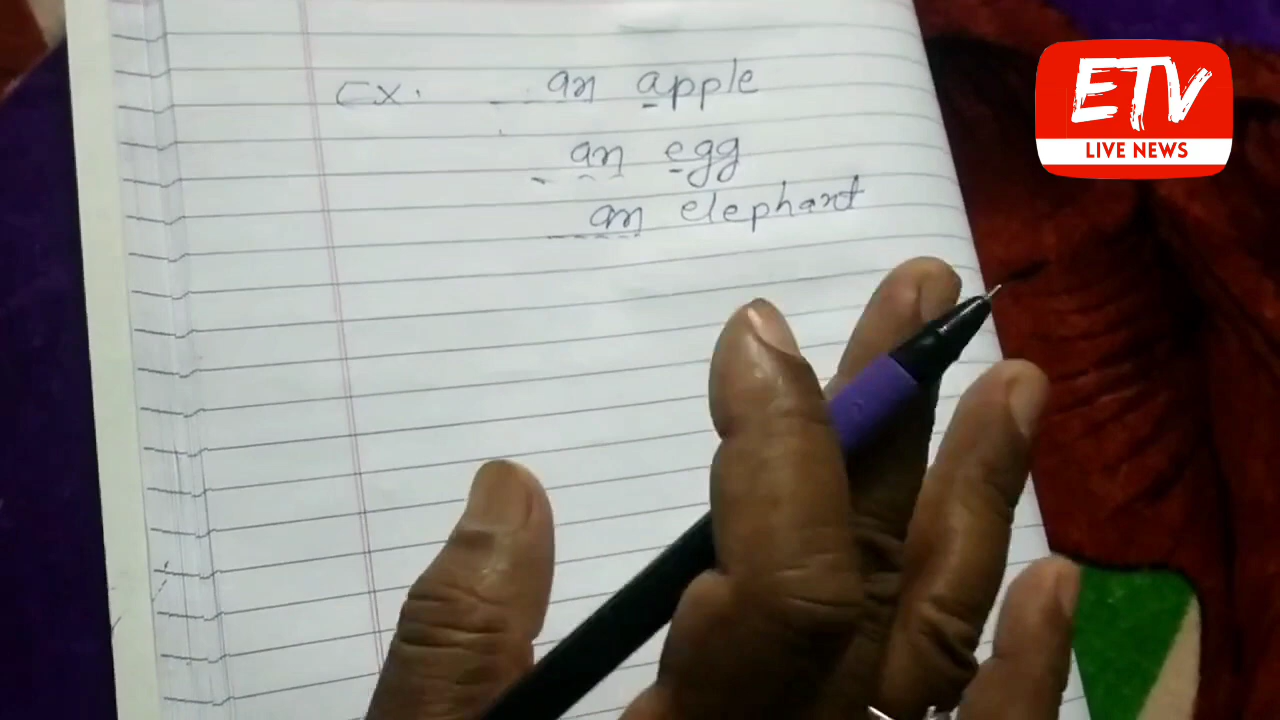 Ex. an apple
an egg
an elephant
ETV
LIVE NEWS